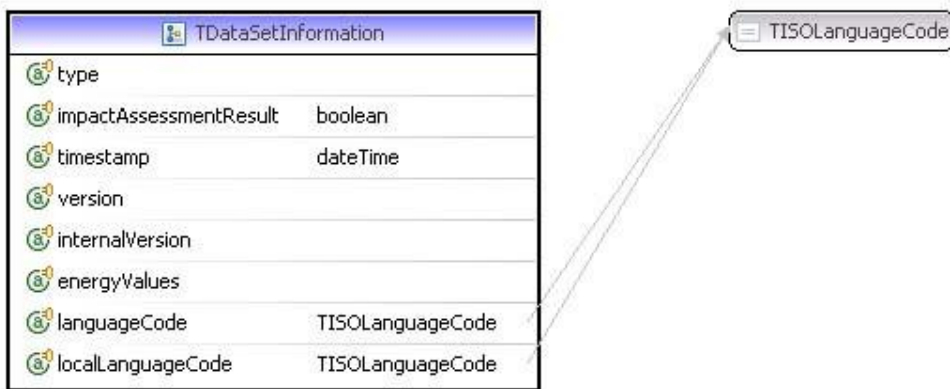 TDataSetInformation
TISOLanguageCode
type
impactAssessmentResult boolean
timestamp dateTime
version
internalVersion
energyValues
languageCode TISOLanguageCode
localLanguageCode TISOLanguageCode